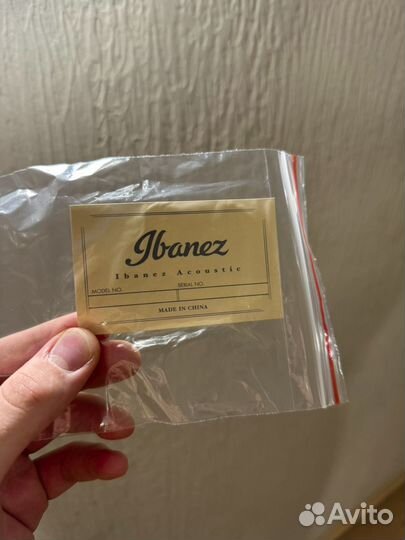 Ibanez
Ibanez Acoustic
MODEL NO.
SERIAL NO.
MADE IN CHINA
Avito